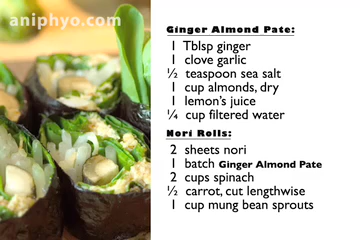 aniphyo.com
Ginger Almond Pate:
1 Tblsp ginger
1 clove garlic
½ teaspoon sea salt
1 cup almonds, dry
1 lemon's juice
¼ cup filtered water
Nori Rolls:
2 sheets nori
1 batch Ginger Almond Pate
2 cups spinach
½ carrot, cut lengthwise
1 cup mung bean sprouts